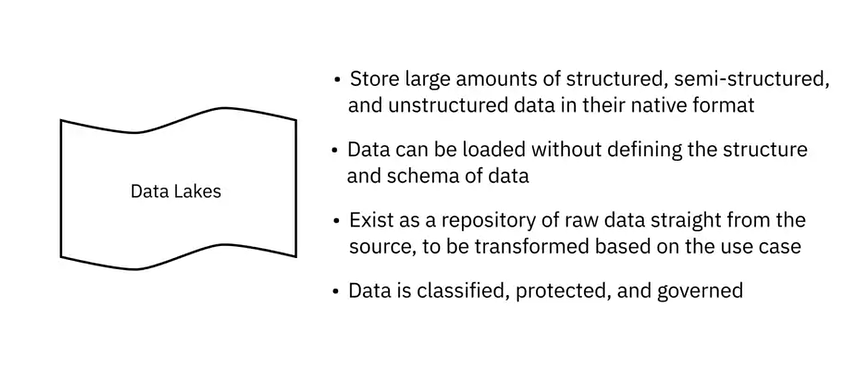 Data Lakes
• Store large amounts of structured, semi-structured,
and unstructured data in their native format
• Data can be loaded without defining the structure
and schema of data
• Exist as a repository of raw data straight from the
source, to be transformed based on the use case
• Data is classified, protected, and governed